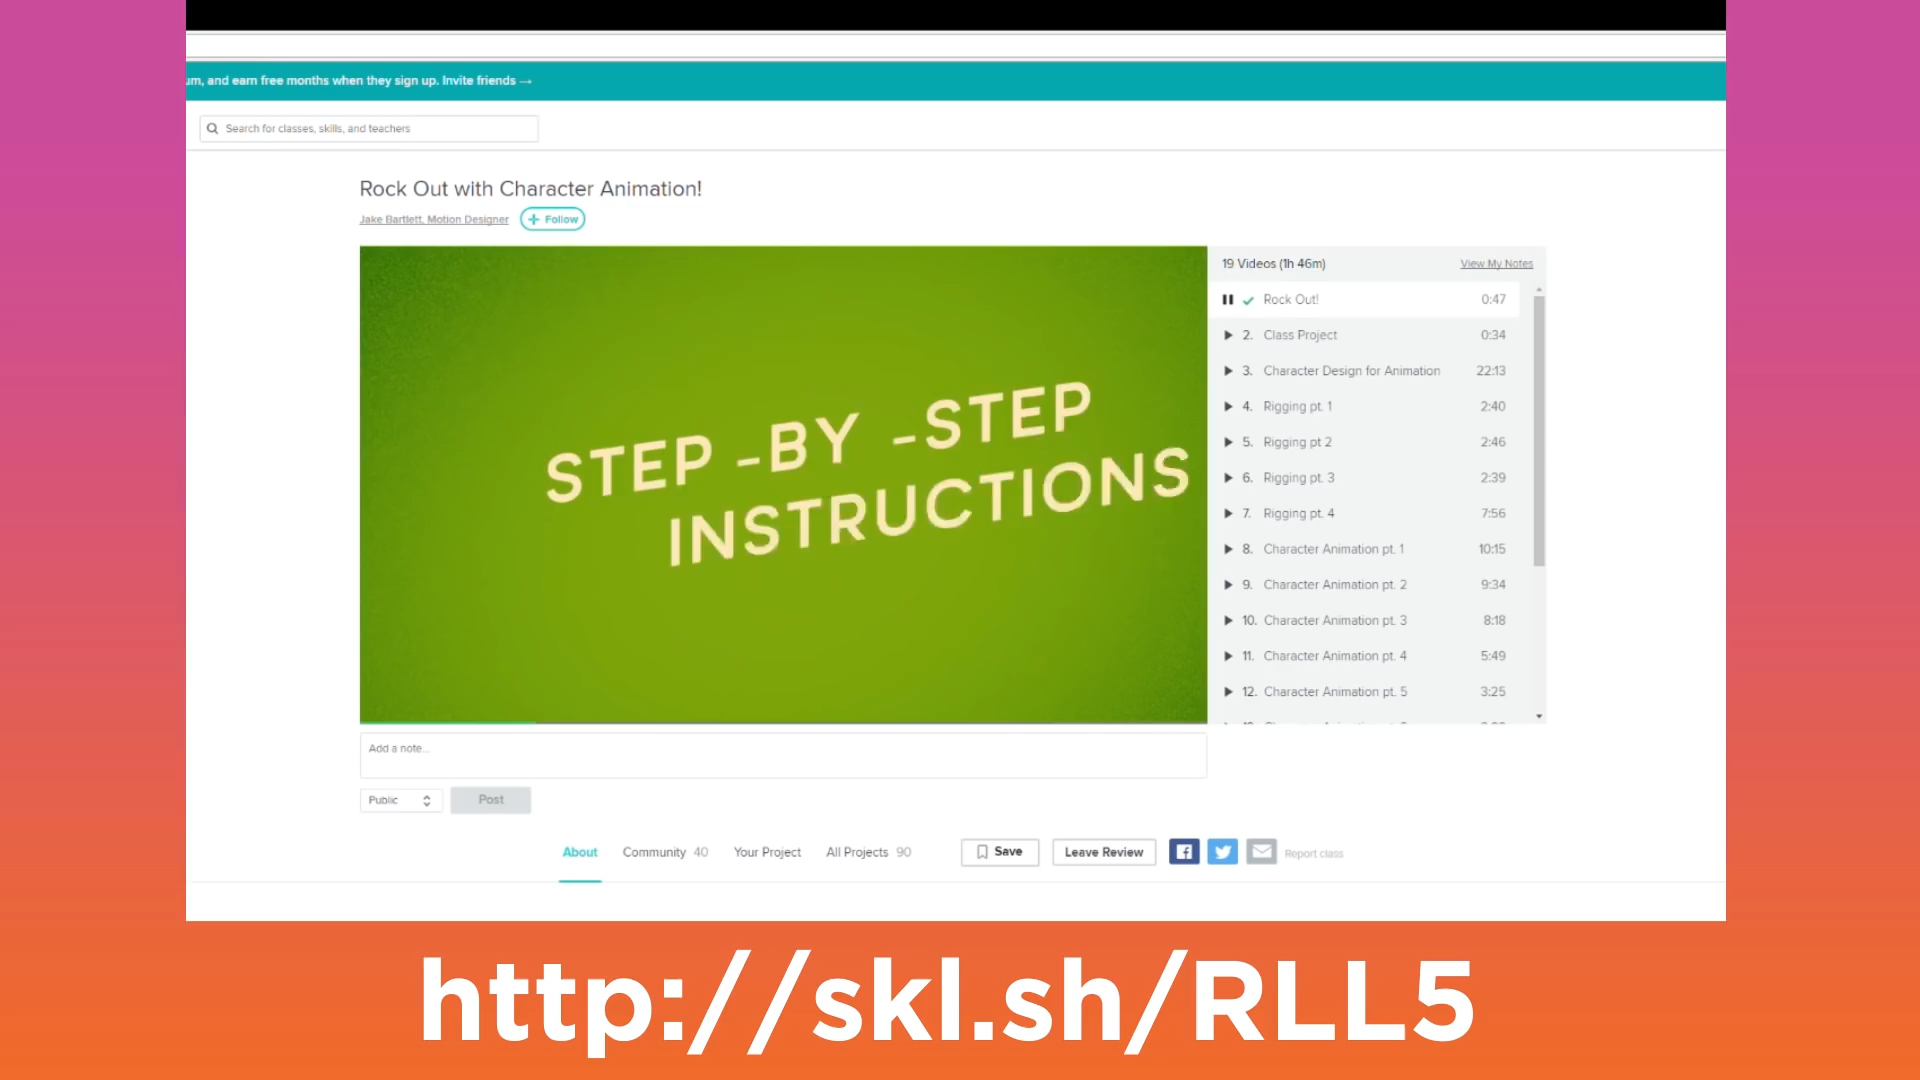 um, and earn free months when they sign up. Invite friends →
Search for classes, skills, and teachers
Rock Out with Character Animation!
Jake Bartlett, Motion Designer
+ Follow
STEP -BY -STEP
INSTRUCTIONS
19 Videos (1h 46m) View My Notes
Rock Out! 0:47
2. Class Project 0:34
3. Character Design for Animation 22:13
4. Rigging pt. 1 2:40
5. Rigging pt 2 2:46
6. Rigging pt. 3 2:39
7. Rigging pt. 4 7:56
8. Character Animation pt. 1 10:15
9. Character Animation pt. 2 9:34
10. Character Animation pt. 3 8:18
11. Character Animation pt. 4 5:49
12. Character Animation pt. 5 3:25
Add a note...
Public Post
About Community 40 Your Project All Projects 90 Save Leave Review Report class
http://skl.sh/RLL5